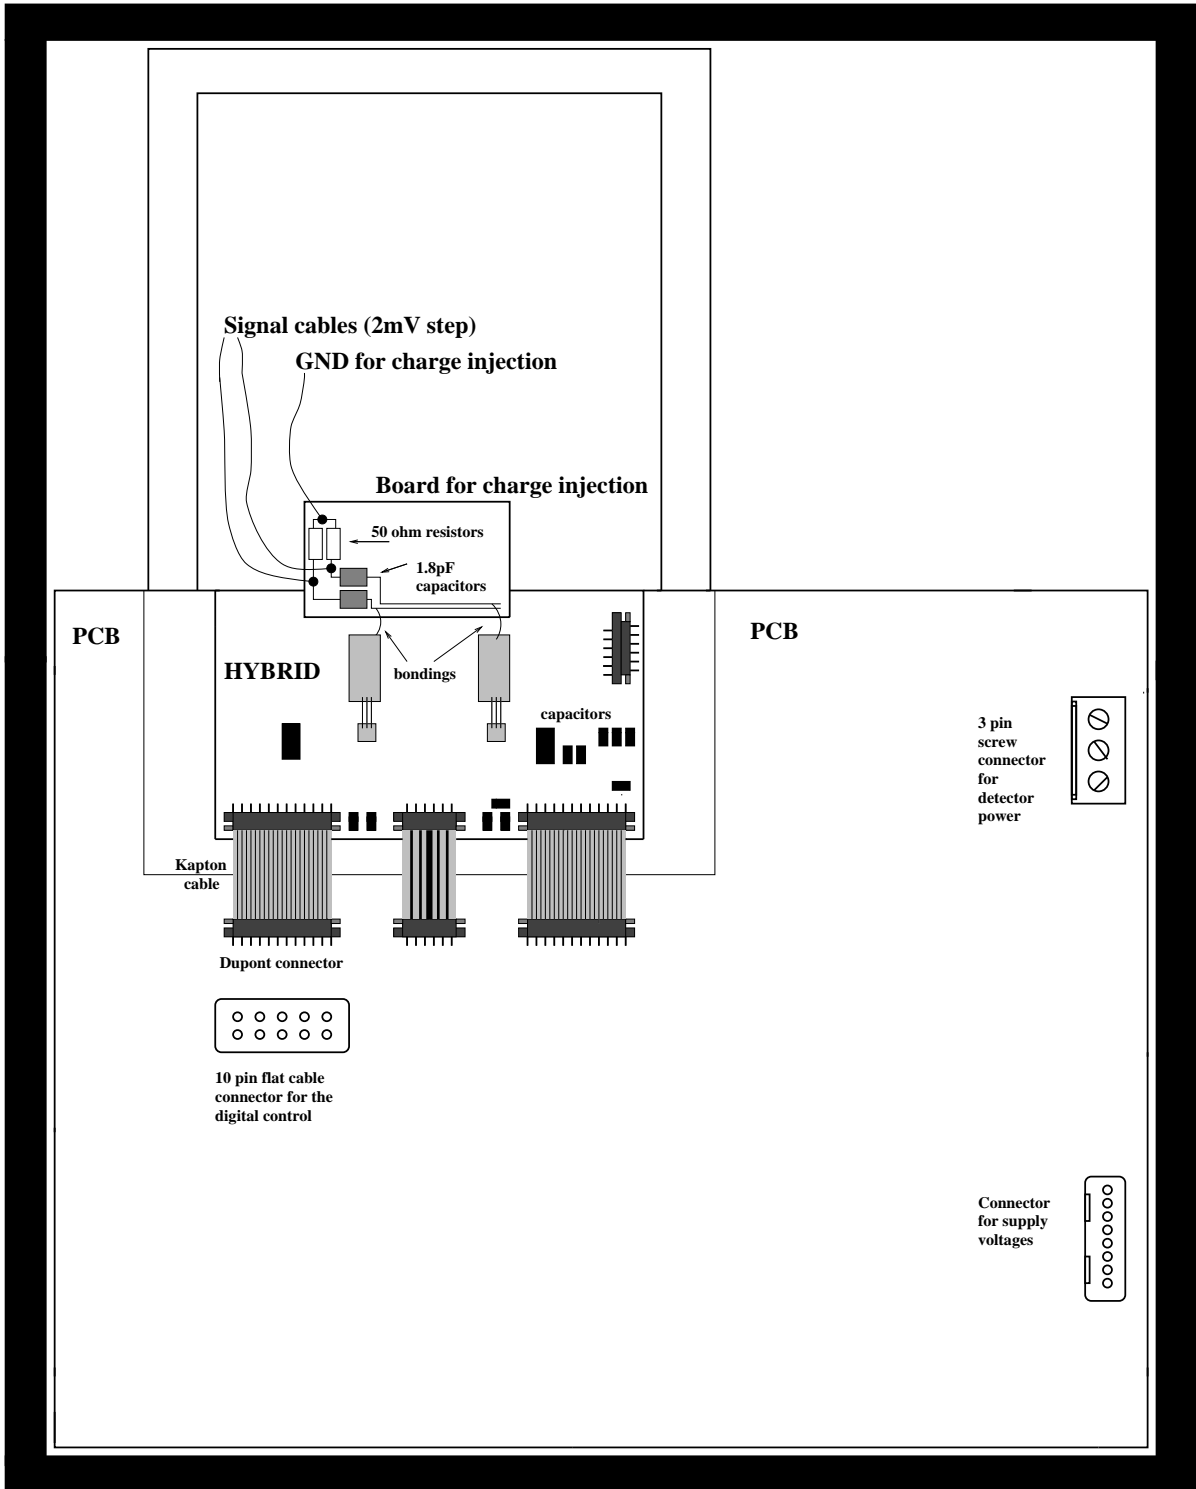 Signal cables (2mV step)
GND for charge injection
Board for charge injection
50 ohm resistors
1.8pF
capacitors
PCB
PCB
HYBRID
bondings
capacitors
3 pin
screw
connector
for
detector
power
Kapton
cable
Dupont connector
10 pin flat cable
connector for the
digital control
Connector
for supply
voltages